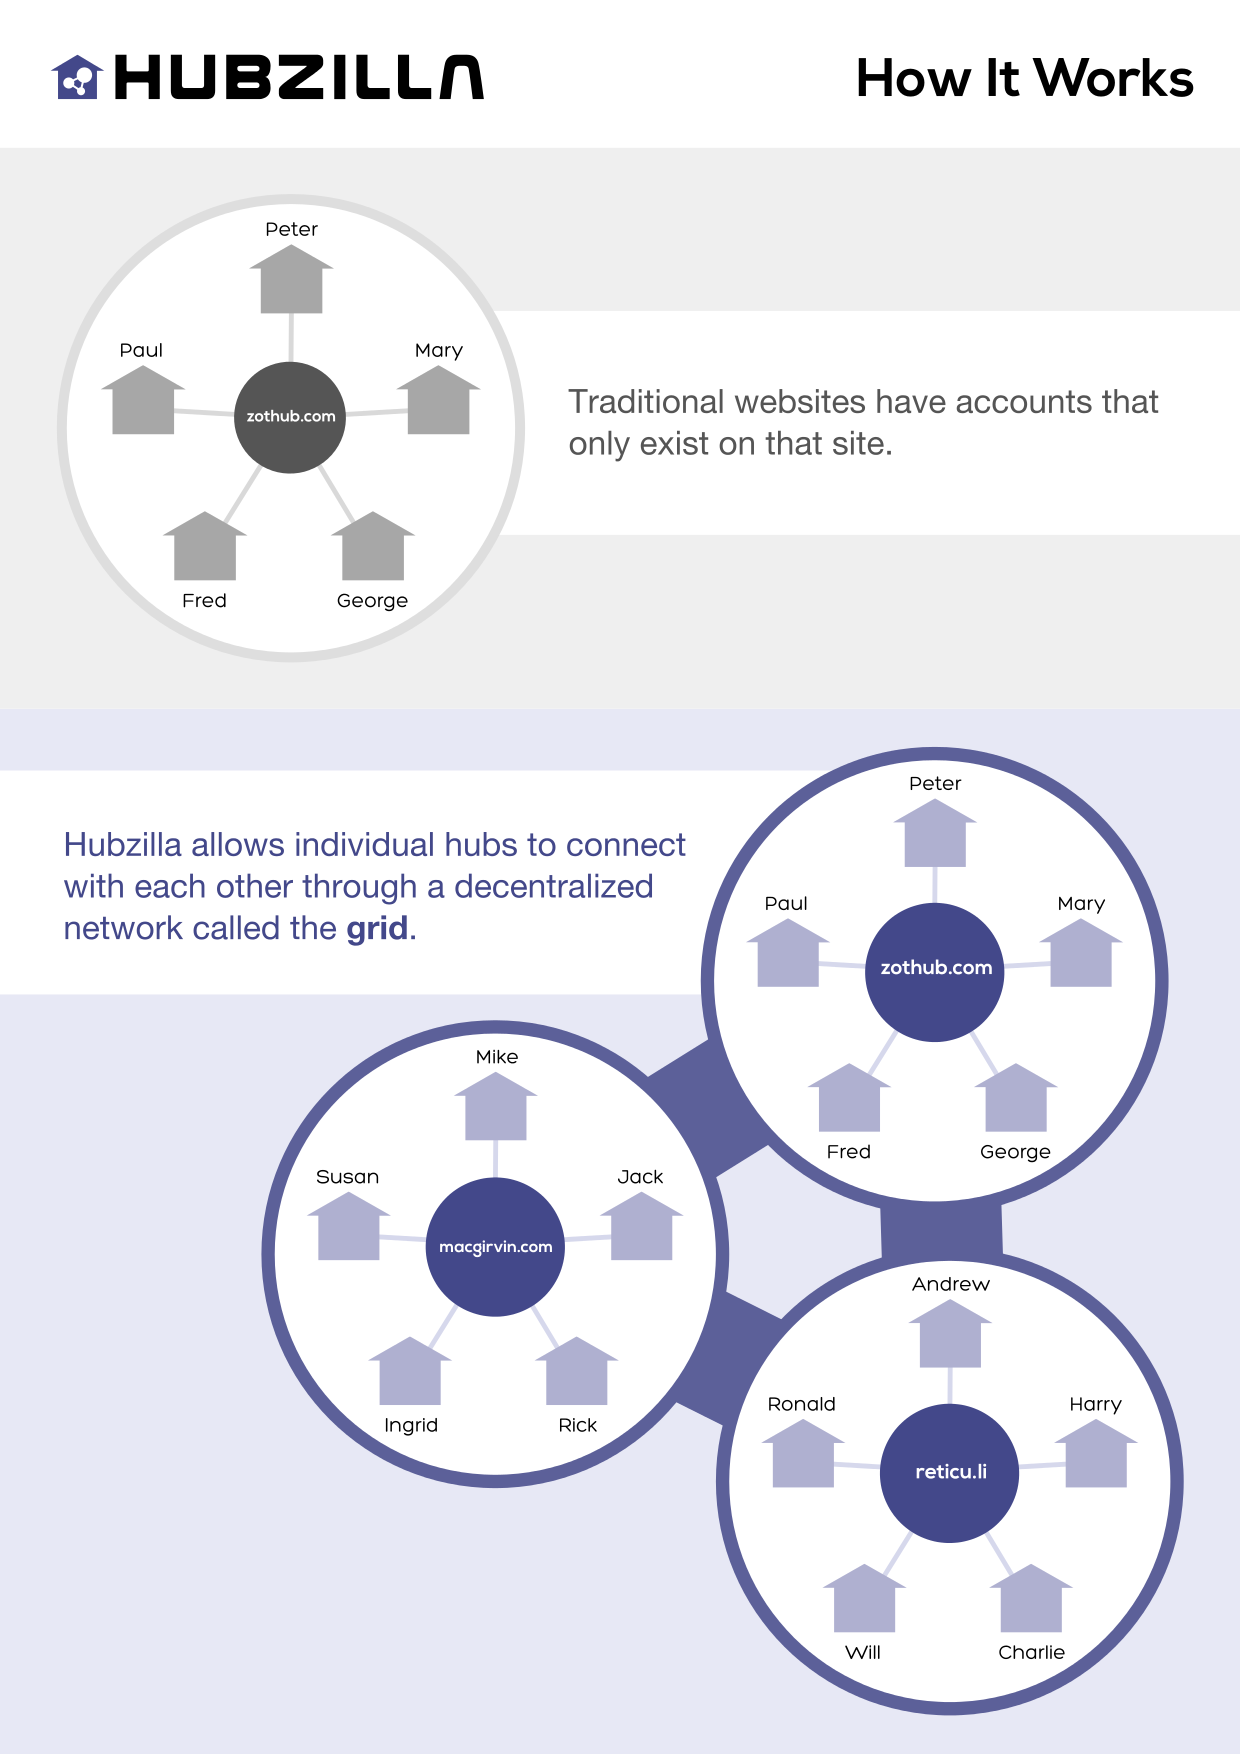 HUBZILLA
How It Works
Peter
Paul
Mary
zothub.com
Fred
George
Traditional websites have accounts that
only exist on that site.
Hubzilla allows individual hubs to connect
with each other through a decentralized
network called the grid.
Peter
Paul
Mary
zothub.com
Fred
George
Mike
Susan
Jack
macgirvin.com
Ingrid
Rick
Andrew
Ronald
Harry
reticu.li
Will
Charlie